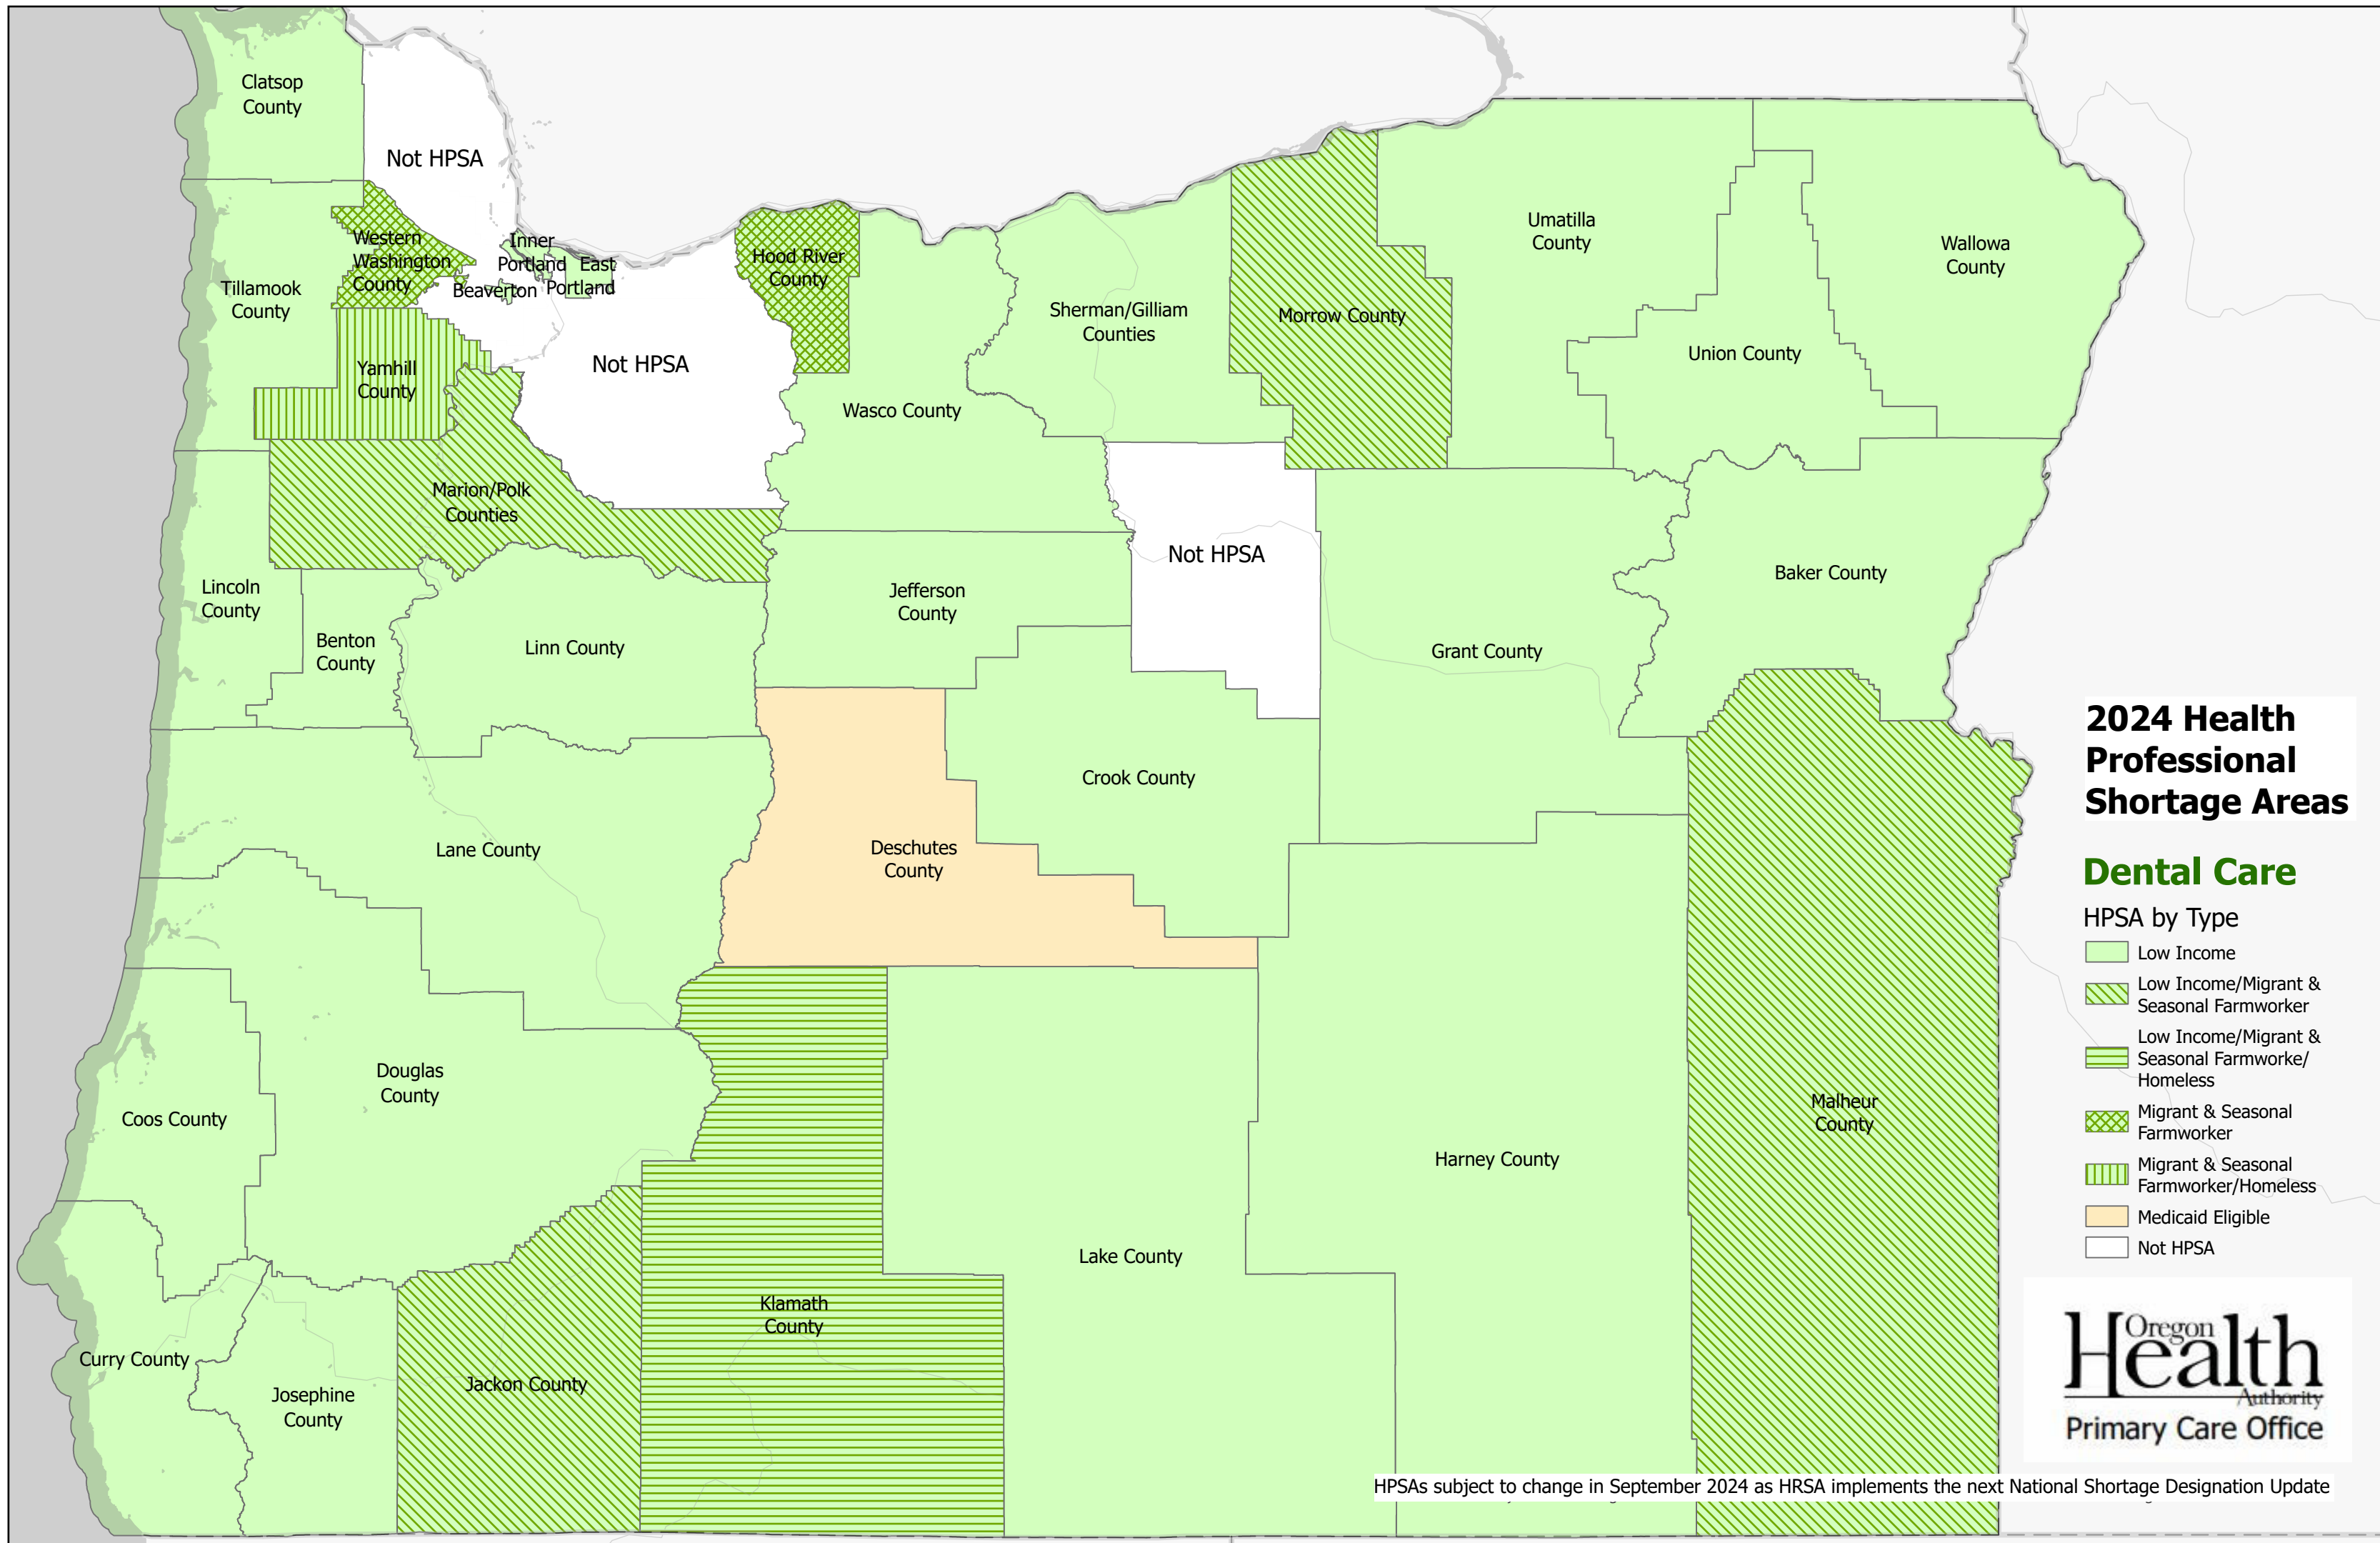 Clatsop
County
Not HPSA
Western
Washington
County
Inner
Portland
East
Portland
Beaverton
Hood River
County
Tillamook
County
Yamhill
County
Not HPSA
Wasco County
Sherman/Gilliam
Counties
Morrow County
Umatilla
County
Union County
Wallowa
County
Marion/Polk
Counties
Lincoln
County
Benton
County
Linn County
Jefferson
County
Not HPSA
Grant County
Baker County
Lane County
Deschutes
County
Crook County
Douglas
County
Coos County
Curry County
Josephine
County
Jackon County
Klamath
County
Lake County
Harney County
Malheur
County
2024 Health
Professional
Shortage Areas
Dental Care
HPSA by Type
Low Income
Low Income/Migrant &
Seasonal Farmworker
Low Income/Migrant &
Seasonal Farmworke/
Homeless
Migrant & Seasonal
Farmworker
Migrant & Seasonal
Farmworker/Homeless
Medicaid Eligible
Not HPSA
Oregon
Health
Authority
Primary Care Office
HPSAs subject to change in September 2024 as HRSA implements the next National Shortage Designation Update